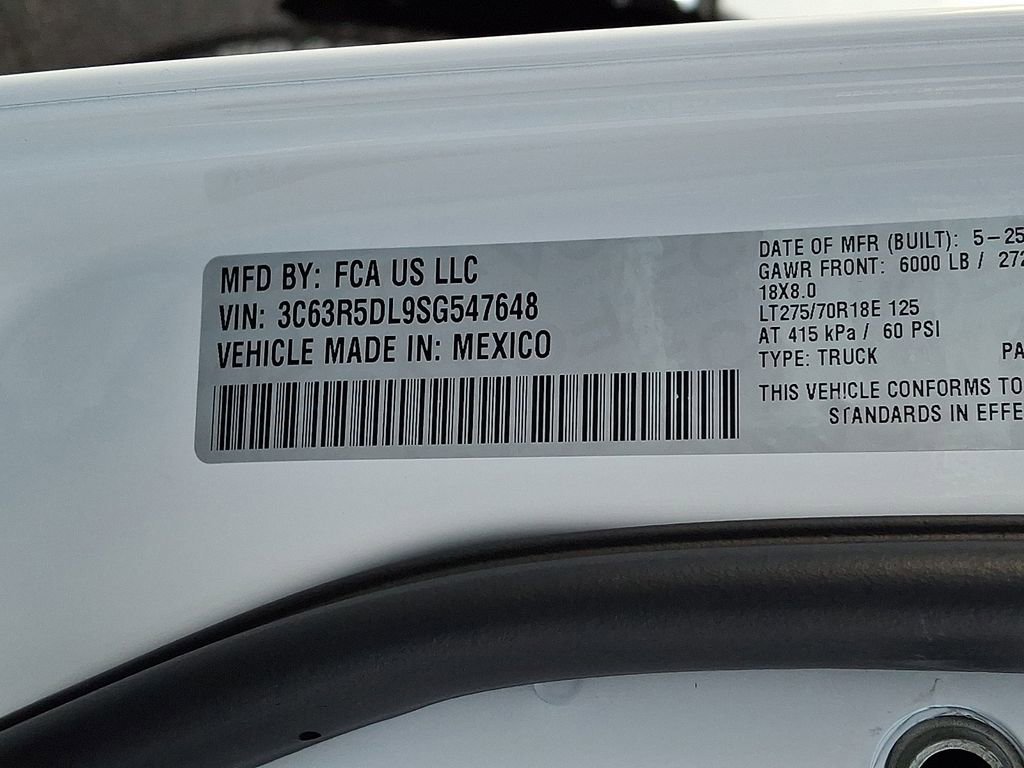 MFD BY: FCA US LLC
VIN: 3C63R5DL9SG547648
VEHICLE MADE IN: MEXICO
DATE OF MFR (BUILT): 5-25
GAWR FRONT: 6000 LB / 272
18X8.0
LT275/70R18E 125
AT 415 kPa / 60 PSI
TYPE: TRUCK PA
THIS VEHICLE CONFORMS TO
STANDARDS IN EFFE